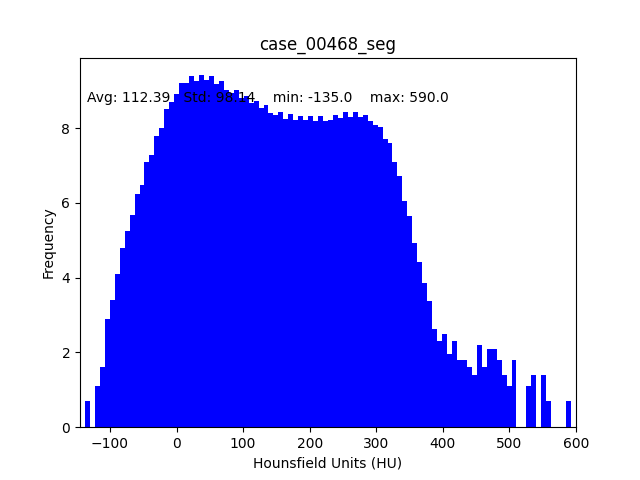 case_00468_seg
Avg: 112.39 Std: 98.14 min: -135.0 max: 590.0
8
6
4
2
0
Frequency
−100 0 100 200 300 400 500 600
Hounsfield Units (HU)